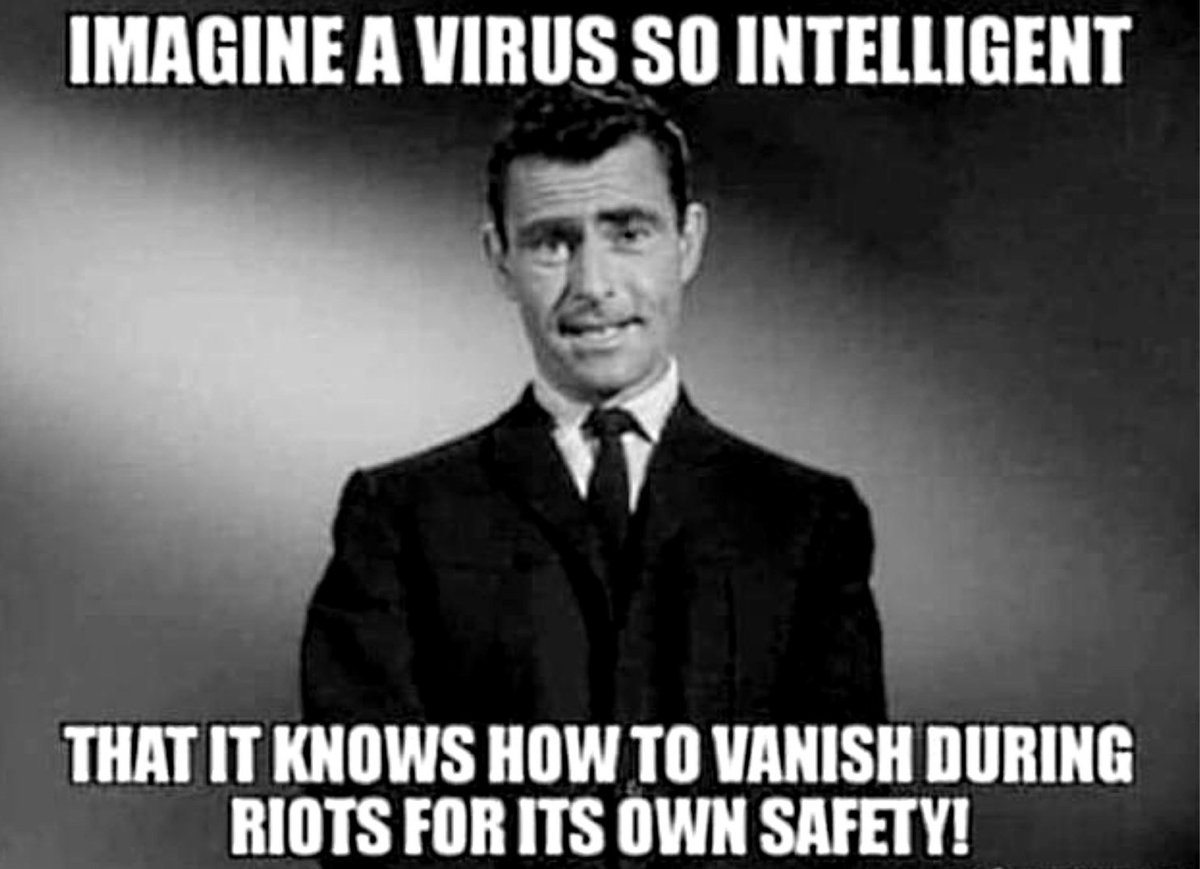 IMAGINE A VIRUS SO INTELLIGENT
THAT IT KNOWS HOW TO VANISH DURING
RIOTS FOR ITS OWN SAFETY!